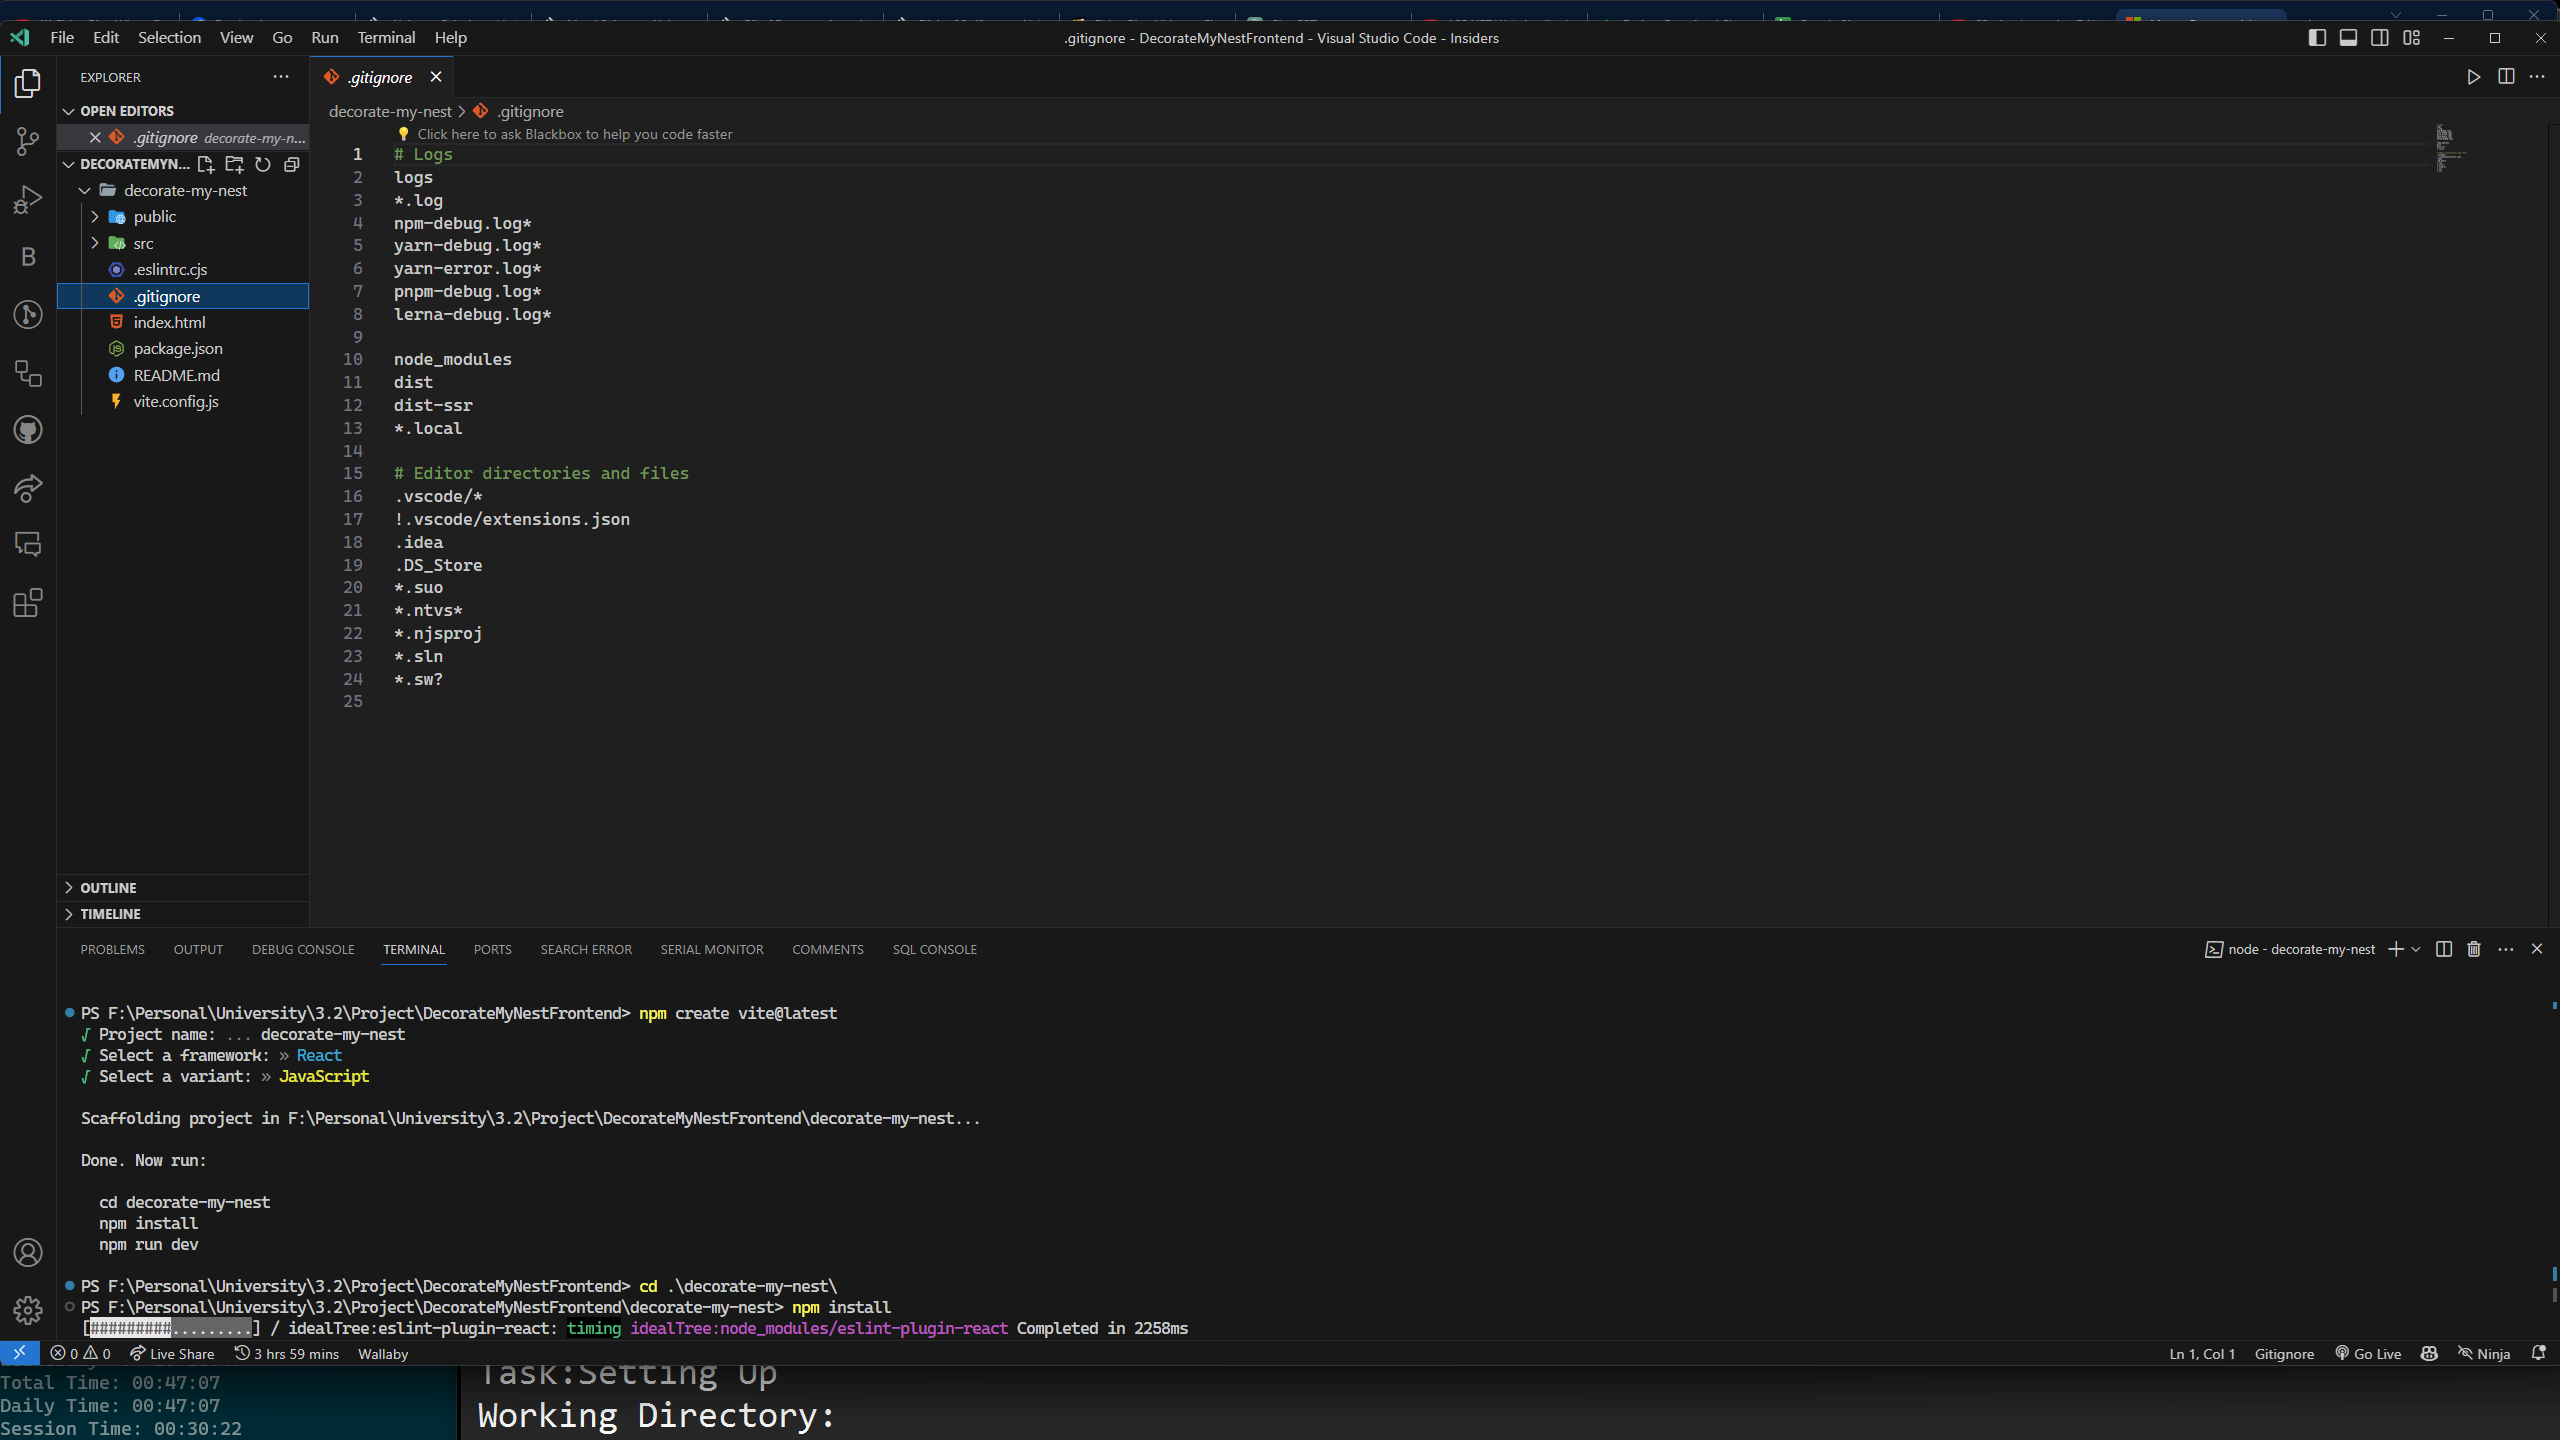 File Edit Selection View Go Run Terminal Help
.gitignore - DecorateMyNestFrontend - Visual Studio Code - Insiders
EXPLORER
.gitignore
OPEN EDITORS
.gitignore decorate-my-n...
DECORATEMYN...
decorate-my-nest
public
src
.eslintrc.cjs
.gitignore
index.html
package.json
README.md
vite.config.js
OUTLINE
TIMELINE
decorate-my-nest > .gitignore
Click here to ask Blackbox to help you code faster
1 # Logs
2 logs
3 *.log
4 npm-debug.log*
5 yarn-debug.log*
6 yarn-error.log*
7 pnpm-debug.log*
8 lerna-debug.log*
9
10 node_modules
11 dist
12 dist-ssr
13 *.local
14
15 # Editor directories and files
16 .vscode/*
17 !.vscode/extensions.json
18 .idea
19 .DS_Store
20 *.suo
21 *.ntvs*
22 *.njsproj
23 *.sln
24 *.sw?
25
PROBLEMS OUTPUT DEBUG CONSOLE TERMINAL PORTS SEARCH ERROR SERIAL MONITOR COMMENTS SQL CONSOLE
node - decorate-my-nest
PS F:\Personal\University\3.2\Project\DecorateMyNestFrontend> npm create vite@latest
√ Project name: ... decorate-my-nest
√ Select a framework: » React
√ Select a variant: » JavaScript
Scaffolding project in F:\Personal\University\3.2\Project\DecorateMyNestFrontend\decorate-my-nest...
Done. Now run:
cd decorate-my-nest
npm install
npm run dev
PS F:\Personal\University\3.2\Project\DecorateMyNestFrontend> cd .\decorate-my-nest\
PS F:\Personal\University\3.2\Project\DecorateMyNestFrontend\decorate-my-nest> npm install
[#########.........] / idealTree:eslint-plugin-react: timing idealTree:node_modules/eslint-plugin-react Completed in 2258ms
0 0 Live Share 3 hrs 59 mins Wallaby
Ln 1, Col 1 Gitignore Go Live Ninja
Total Time: 00:47:07
Daily Time: 00:47:07
Session Time: 00:30:22
Task:Setting Up
Working Directory: